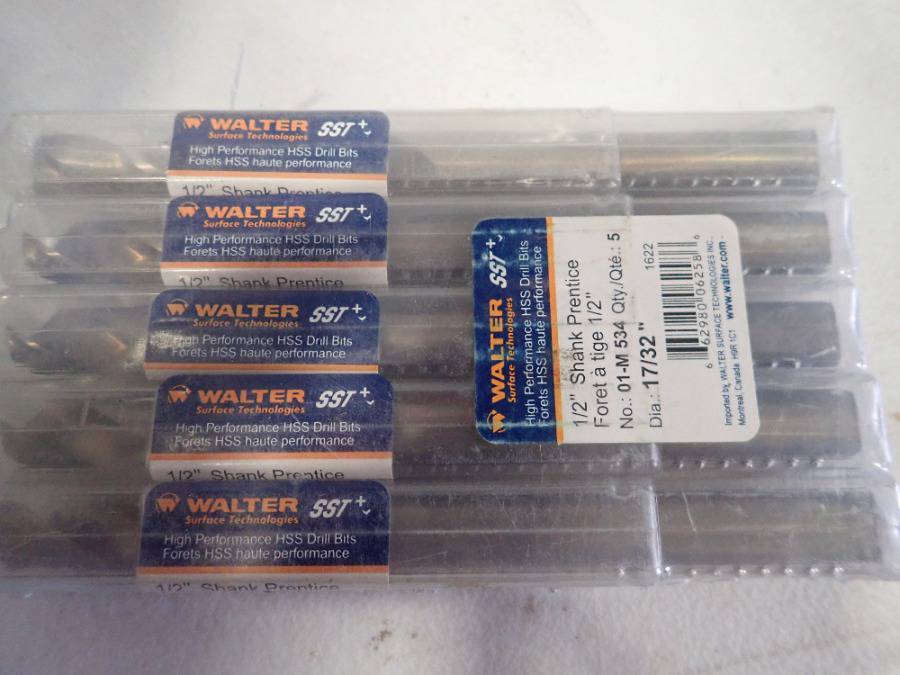 WALTER SST+
Surface Technologies
High Performance HSS Drill Bits
Forets HSS haute performance
1/2" Shank Prentice
WALTER SST+
Surface Technologies
High Performance HSS Drill Bits
Forets HSS haute performance
1/2" Shank Prentice
WALTER SST+
Surface Technologies
High Performance HSS Drill Bits
Forets HSS haute performance
WALTER SST+
Surface Technologies
High Performance HSS Drill Bits
Forets HSS haute performance
1/2" Shank Prentice
WALTER SST+
Surface Technologies
High Performance HSS Drill Bits
Forets HSS haute performance
1/2" Shank Prentice
WALTER SST+
Surface Technologies
High Performance HSS Drill Bits
Forets HSS haute performance
1/2" Shank Prentice
Foret à tige 1/2"
No.: 01-M 534 Qty./Qté.: 5
Dia.: 17/32" 1622
6 62980 06258 6
Imported by WALTER SURFACE TECHNOLOGIES INC.,
Montreal, Canada H9R 1C1 www.walter.com